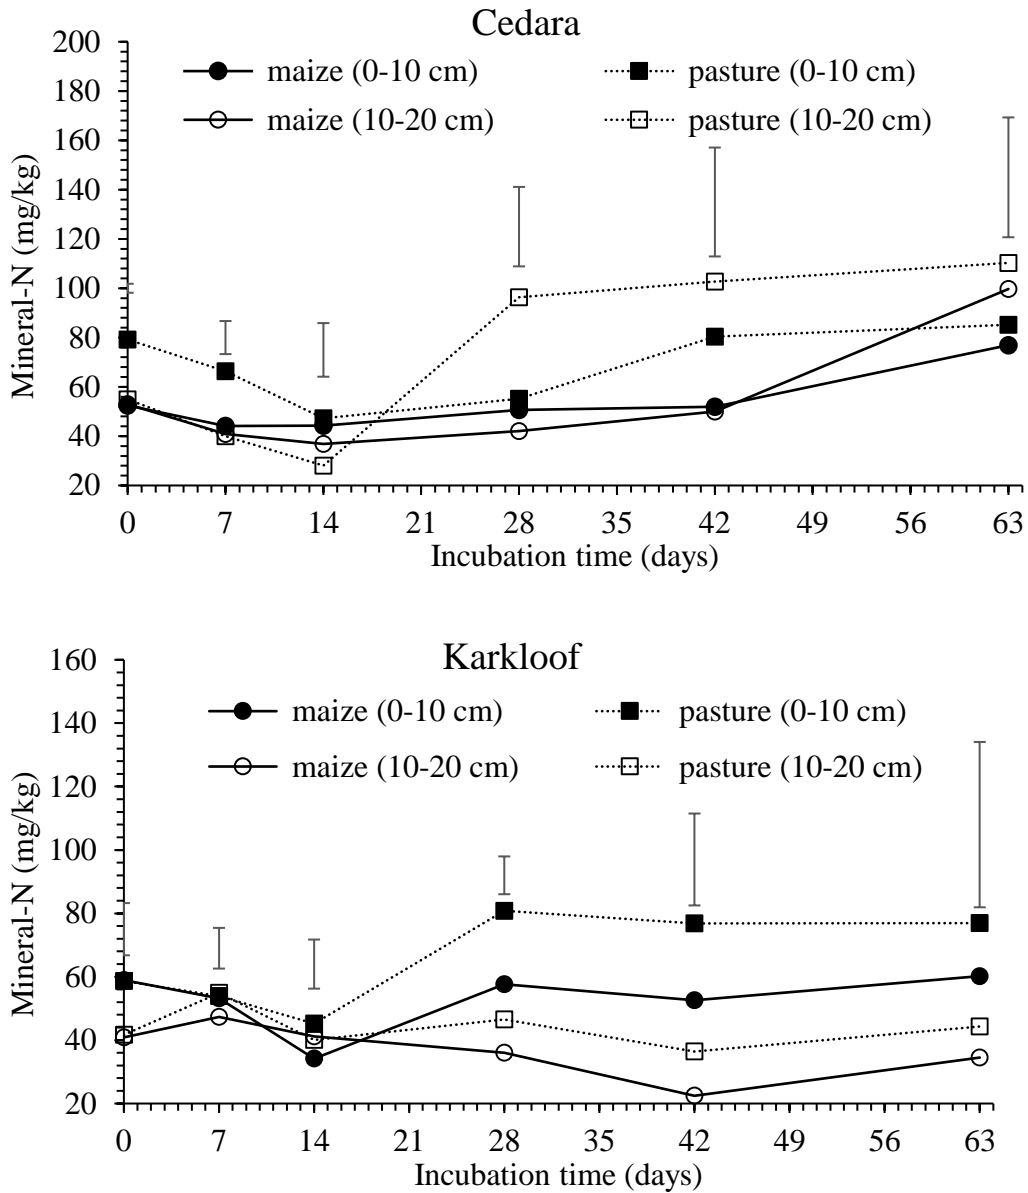 Cedara
200
180
160
140
120
100
80
60
40
20
Mineral-N (mg/kg)
maize (0-10 cm)
pasture (0-10 cm)
maize (10-20 cm)
pasture (10-20 cm)
0 7 14 21 28 35 42 49 56 63
Incubation time (days)
Karkloof
160
140
120
100
80
60
40
20
Mineral-N (mg/kg)
maize (0-10 cm)
pasture (0-10 cm)
maize (10-20 cm)
pasture (10-20 cm)
0 7 14 21 28 35 42 49 56 63
Incubation time (days)